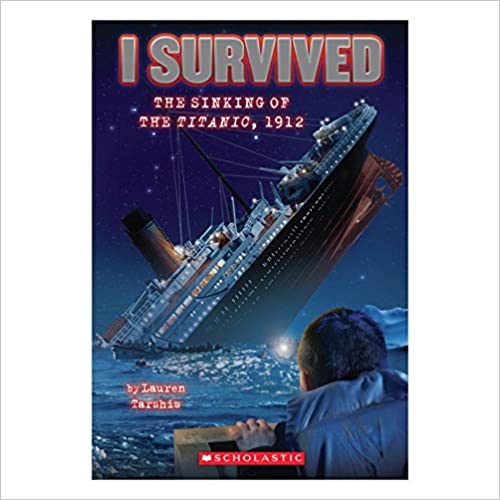 I SURVIVED
THE SINKING OF
THE TITANIC, 1912
by Lauren
Tarshis
SCHOLASTIC